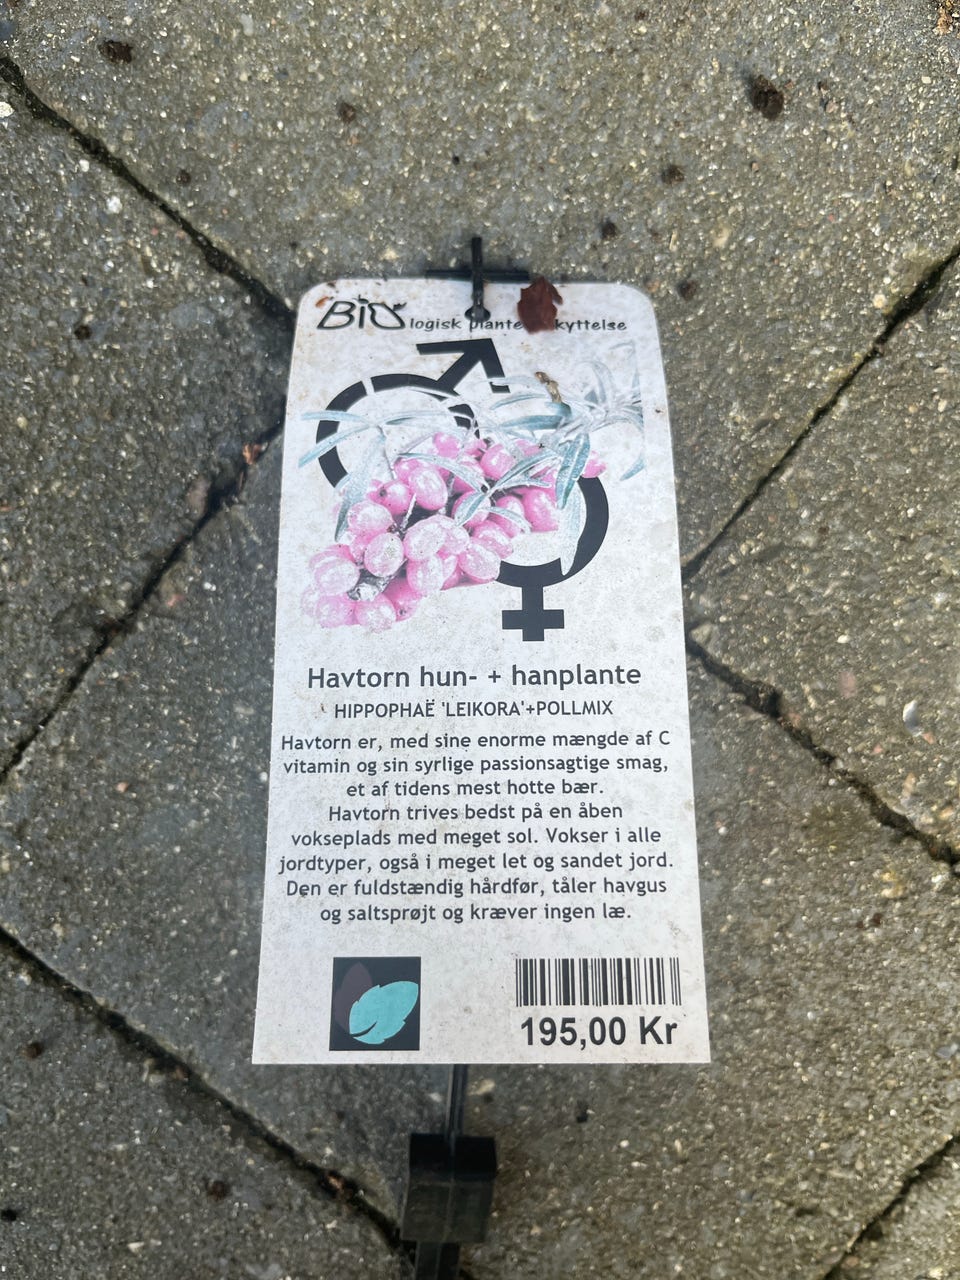 BiO logisk plante kyttelse
Havtorn hun- + hanplante
HIPPOPHAË 'LEIKORA'+POLLMIX
Havtorn er, med sine enorme mængde af C
vitamin og sin syrlige passionsagtige smag,
et af tidens mest hotte bær.
Havtorn trives bedst på en åben
vokseplads med meget sol. Vokser i alle
jordtyper, også i meget let og sandet jord.
Den er fuldstændig hårdfør, tåler havgus
og saltsprøjt og kræver ingen læ.
195,00 Kr